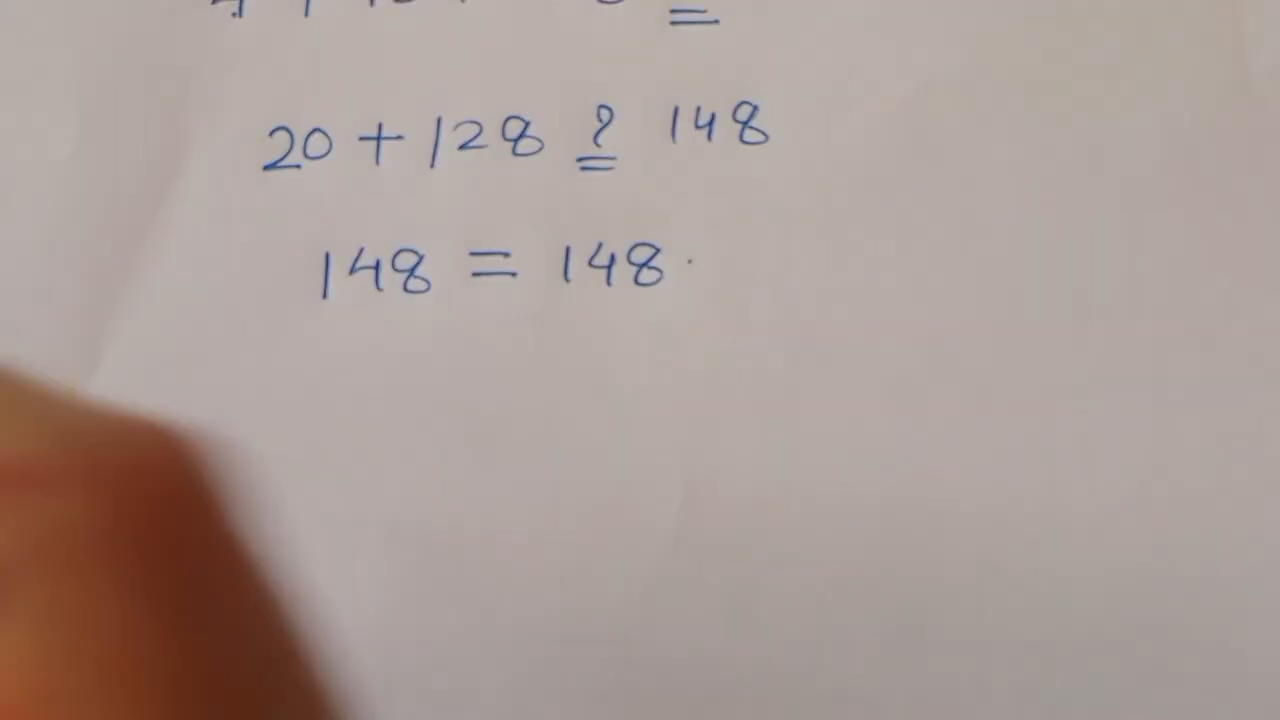 20 + 128 ≟ 148
148 = 148.